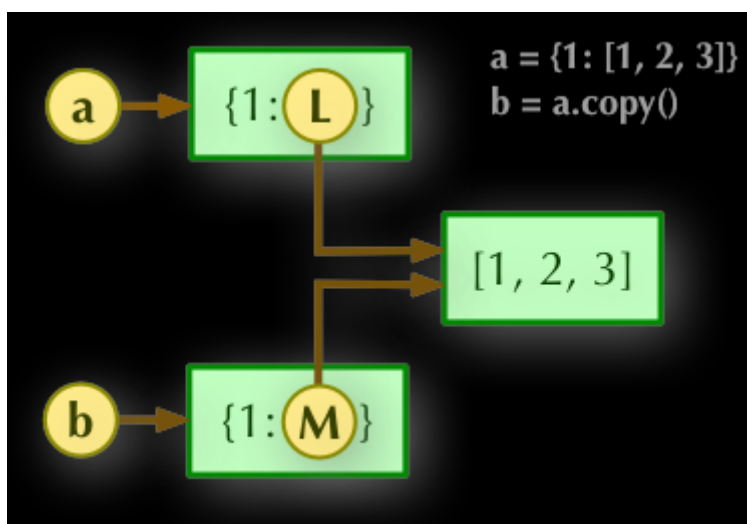 a = {1: [1, 2, 3]}
b = a.copy()
a
{1: L }
[1, 2, 3]
b
{1: M }